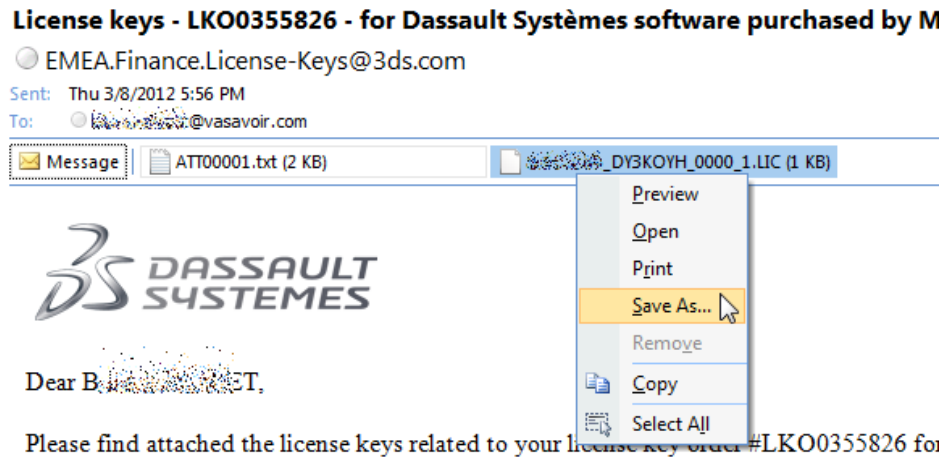 License keys - LKO0355826 - for Dassault Systèmes software purchased by M
EMEA.Finance.License-Keys@3ds.com
Sent: Thu 3/8/2012 5:56 PM
To: @vasavoir.com
Message ATT00001.txt (2 KB) _DY3KOYH_0000_1.LIC (1 KB)
Preview
Open
Print
Save As...
Remove
Copy
Select All
DASSAULT
SYSTEMES
Dear B ET,
Please find attached the license keys related to your license key order #LKO0355826 for